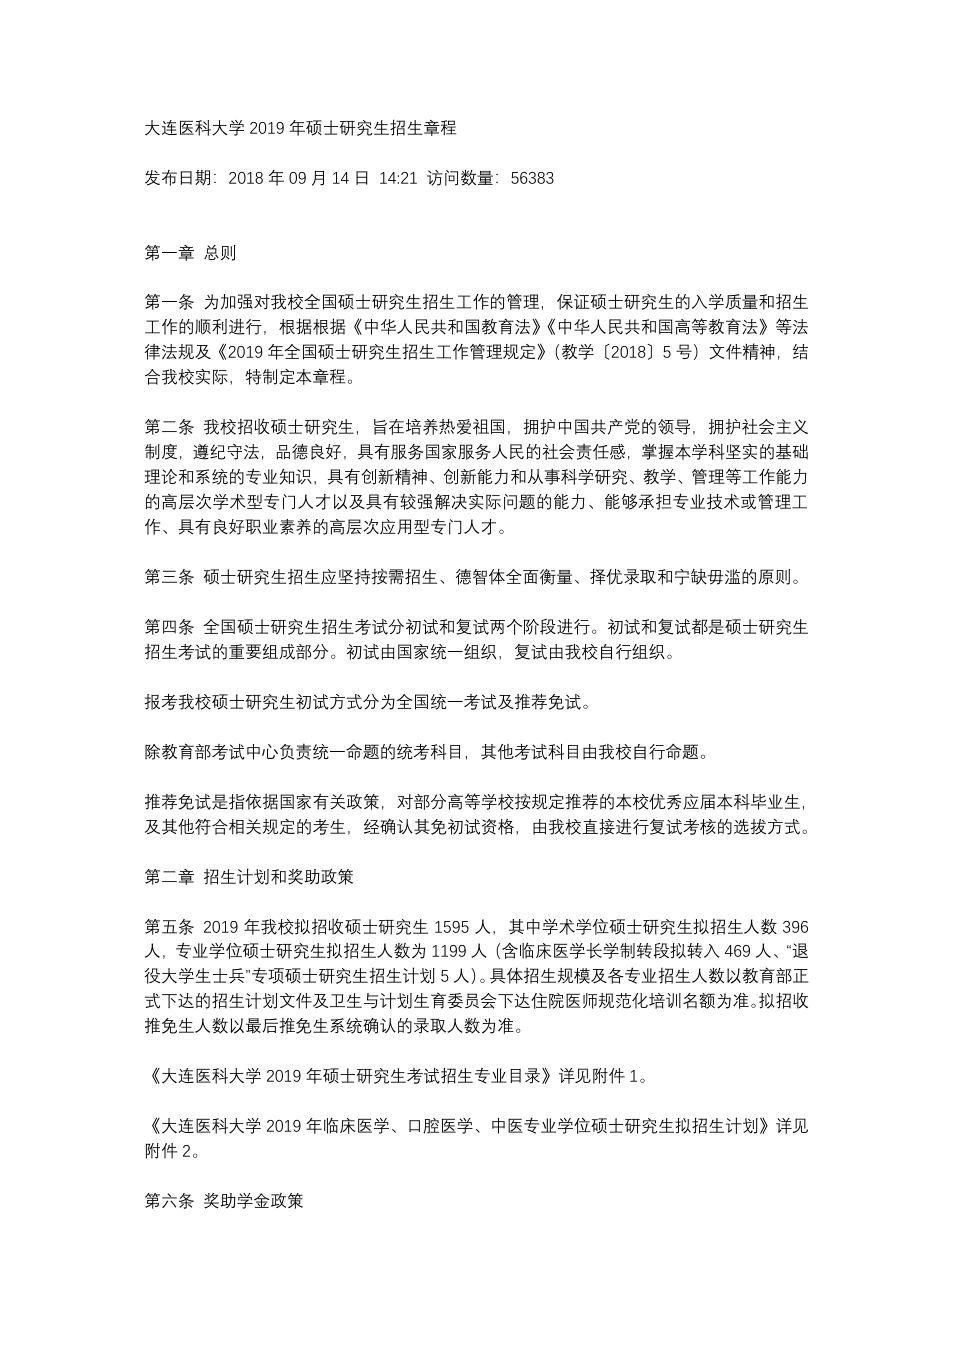 大连医科大学 2019 年硕士研究生招生章程
发布日期：2018 年 09 月 14 日 14:21 访问数量：56383
第一章 总则
第一条 为加强对我校全国硕士研究生招生工作的管理，保证硕士研究生的入学质量和招生
工作的顺利进行，根据根据《中华人民共和国教育法》《中华人民共和国高等教育法》等法
律法规及《2019 年全国硕士研究生招生工作管理规定》（教学〔2018〕5 号）文件精神，结
合我校实际，特制定本章程。
第二条 我校招收硕士研究生，旨在培养热爱祖国，拥护中国共产党的领导，拥护社会主义
制度，遵纪守法，品德良好，具有服务国家服务人民的社会责任感，掌握本学科坚实的基础
理论和系统的专业知识，具有创新精神、创新能力和从事科学研究、教学、管理等工作能力
的高层次学术型专门人才以及具有较强解决实际问题的能力、能够承担专业技术或管理工
作、具有良好职业素养的高层次应用型专门人才。
第三条 硕士研究生招生应坚持按需招生、德智体全面衡量、择优录取和宁缺毋滥的原则。
第四条 全国硕士研究生招生考试分初试和复试两个阶段进行。初试和复试都是硕士研究生
招生考试的重要组成部分。初试由国家统一组织，复试由我校自行组织。
报考我校硕士研究生初试方式分为全国统一考试及推荐免试。
除教育部考试中心负责统一命题的统考科目，其他考试科目由我校自行命题。
推荐免试是指依据国家有关政策，对部分高等学校按规定推荐的本校优秀应届本科毕业生，
及其他符合相关规定的考生，经确认其免初试资格，由我校直接进行复试考核的选拔方式。
第二章 招生计划和奖助政策
第五条 2019 年我校拟招收硕士研究生 1595 人，其中学术学位硕士研究生拟招生人数 396
人，专业学位硕士研究生拟招生人数为 1199 人（含临床医学长学制转段拟转入 469 人、“退
役大学生士兵”专项硕士研究生招生计划 5 人）。具体招生规模及各专业招生人数以教育部正
式下达的招生计划文件及卫生与计划生育委员会下达住院医师规范化培训名额为准。拟招收
推免生人数以最后推免生系统确认的录取人数为准。
《大连医科大学 2019 年硕士研究生考试招生专业目录》详见附件 1。
《大连医科大学 2019 年临床医学、口腔医学、中医专业学位硕士研究生拟招生计划》详见
附件 2。
第六条 奖助学金政策